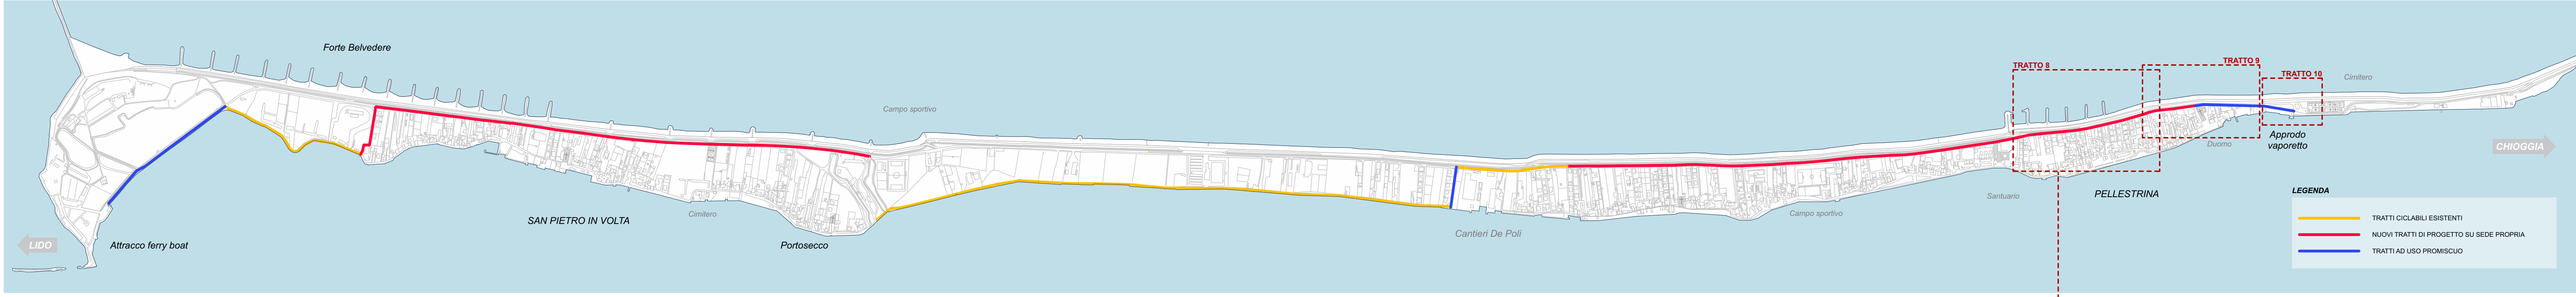 Forte Belvedere
Campo sportivo
TRATTO 8
TRATTO 9
TRATTO 10
Cimitero
Approdo
vaporetto
Duomo
CHIOGGIA
LIDO
Attracco ferry boat
SAN PIETRO IN VOLTA
Cimitero
Portosecco
Cantieri De Poli
Campo sportivo
Santuario
PELLESTRINA
LEGENDA
TRATTI CICLABILI ESISTENTI
NUOVI TRATTI DI PROGETTO SU SEDE PROPRIA
TRATTI AD USO PROMISCUO